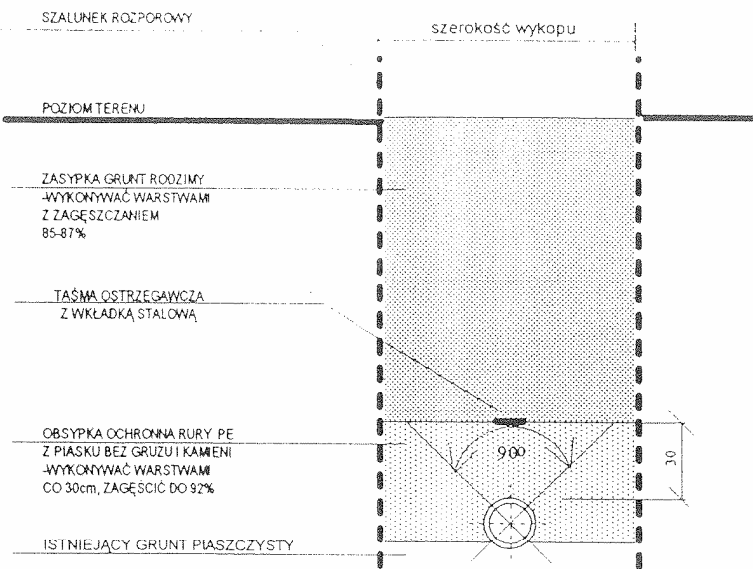 SZALUNEK ROZPOROWY
szerokość wykopu
POZIOM TERENU
ZASYPKA GRUNT RODZIMY
-WYKONYWAĆ WARSTWAMI
Z ZAGĘSZCZANIEM
85-87%
TAŚMA OSTRZEGAWCZA
Z WKŁADKĄ STALOWĄ
OBSYPKA OCHRONNA RURY PE
Z PIASKU BEZ GRUZU I KAMIENI
-WYKONYWAĆ WARSTWAMI
CO 30cm, ZAGĘŚCIĆ DO 92%
90°
30
ISTNIEJĄCY GRUNT PIASZCZYSTY